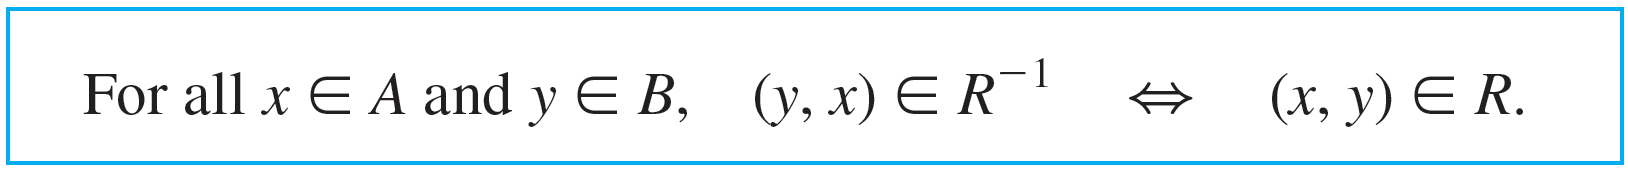 For all x ∈ A and y ∈ B, (y, x) ∈ R⁻¹ ⇔ (x, y) ∈ R.